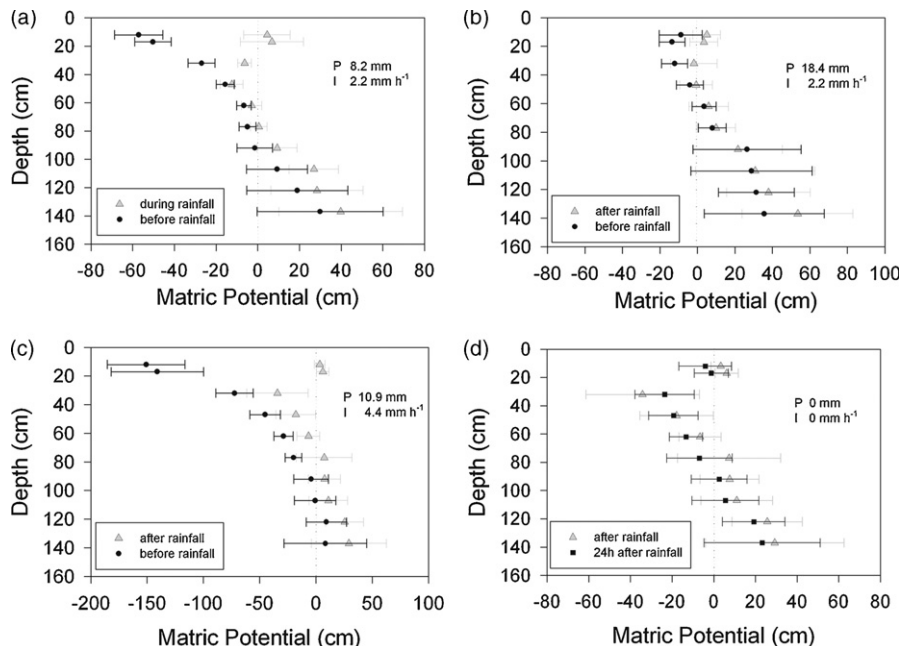 (a)
0
20
40
60
80
100
120
140
160
Depth (cm)
P 8.2 mm
I 2.2 mm h-1
during rainfall
before rainfall
-80 -60 -40 -20 0 20 40 60 80
Matric Potential (cm)
(b)
0
20
40
60
80
100
120
140
160
Depth (cm)
P 18.4 mm
I 2.2 mm h-1
after rainfall
before rainfall
-80 -60 -40 -20 0 20 40 60 80 100
Matric Potential (cm)
(c)
0
20
40
60
80
100
120
140
160
Depth (cm)
P 10.9 mm
I 4.4 mm h-1
after rainfall
before rainfall
-200 -150 -100 -50 0 50 100
Matric Potential (cm)
(d)
0
20
40
60
80
100
120
140
160
Depth (cm)
P 0 mm
I 0 mm h-1
after rainfall
24h after rainfall
-80 -60 -40 -20 0 20 40 60 80
Matric Potential (cm)